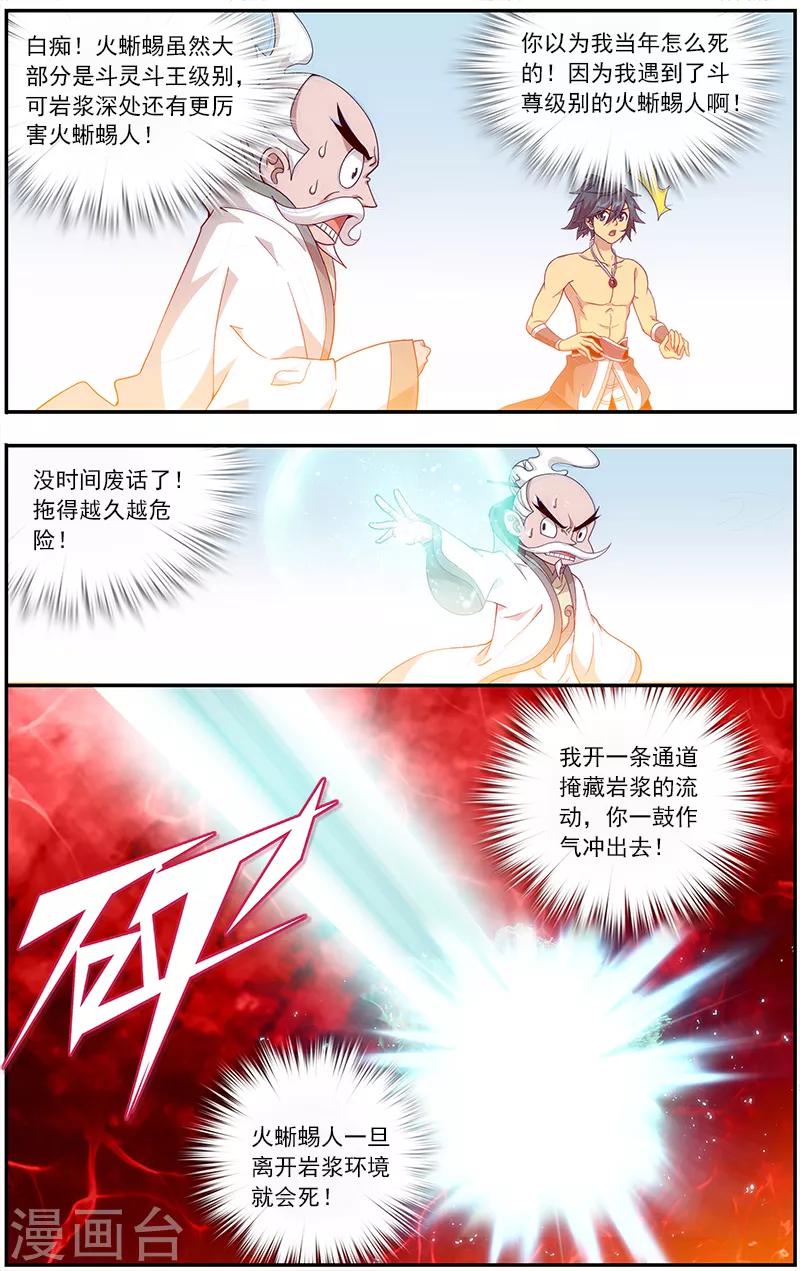 白痴！火蜥蜴虽然大
部分是斗灵斗王级别，
可岩浆深处还有更厉
害火蜥蜴人！
你以为我当年怎么死
的！因为我遇到了斗
尊级别的火蜥蜴人啊！
没时间废话了！
拖得越久越危
险！
我开一条通道
掩藏岩浆的流
动，你一鼓作
气冲出去！
砰
火蜥蜴人一旦
离开岩浆环境
就会死！
漫画台